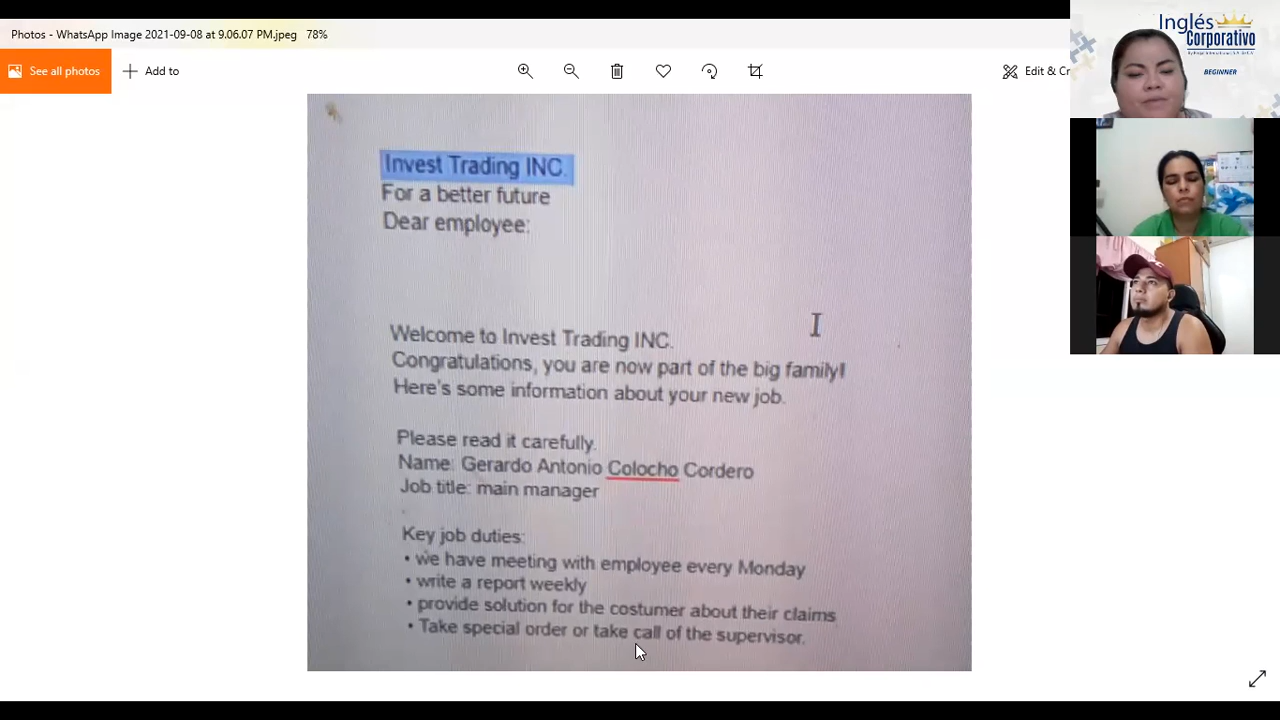 Photos - WhatsApp Image 2021-09-08 at 9.06.07 PM.jpeg 78%
See all photos
Add to
Edit & Cr
Inglés
Corporativo
BEGINNER
Invest Trading INC.
For a better future
Dear employee:
Welcome to Invest Trading INC.
Congratulations, you are now part of the big family!
Here's some information about your new job.
Please read it carefully.
Name: Gerardo Antonio Colocho Cordero
Job title: main manager
Key job duties:
• we have meeting with employee every Monday
• write a report weekly
• provide solution for the costumer about their claims
• Take special order or take call of the supervisor.